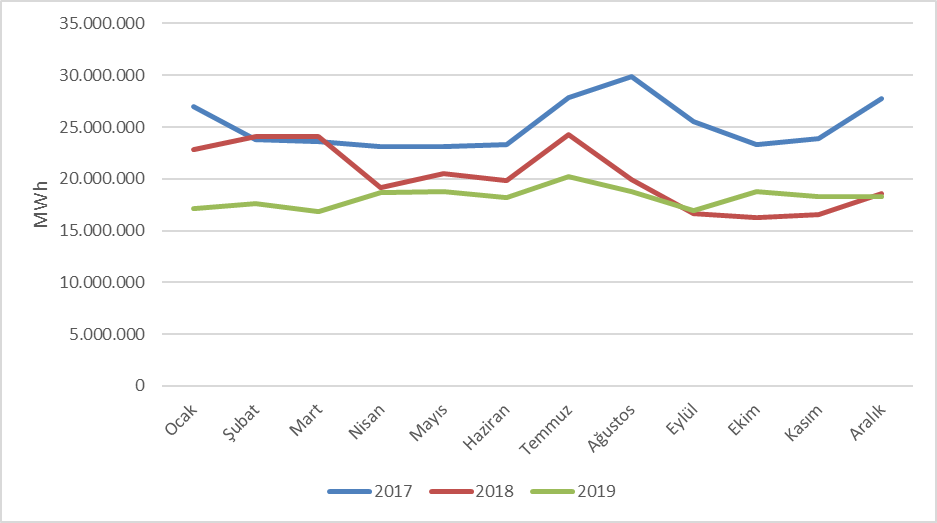 35.000.000
30.000.000
25.000.000
20.000.000
15.000.000
10.000.000
5.000.000
0
MWh
Ocak
Şubat
Mart
Nisan
Mayıs
Haziran
Temmuz
Ağustos
Eylül
Ekim
Kasım
Aralık
2017 2018 2019